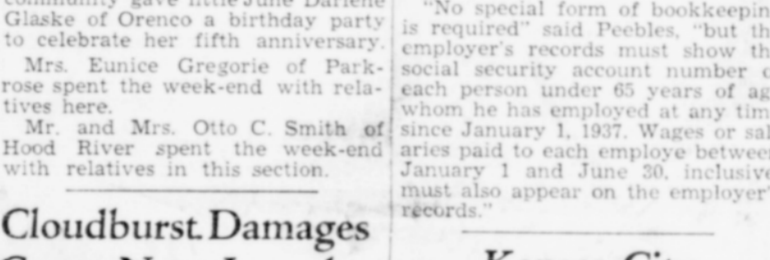 community gave little June Darlene
Glaske of Orenco a birthday party
to celebrate her fifth anniversary.
Mrs. Eunice Gregorie of Park-
rose spent the week-end with rela-
tives here.
Mr. and Mrs. Otto C. Smith of
Hood River spent the week-end
with relatives in this section.
Cloudburst Damages
"No special form of bookkeepin
is required" said Peebles, "but th
employer's records must show th
social security account number o
each person under 65 years of ag
whom he has employed at any tim
since January 1, 1937. Wages or sal
aries paid to each employe betwee
January 1 and June 30, inclusive
must also appear on the employer'
records."